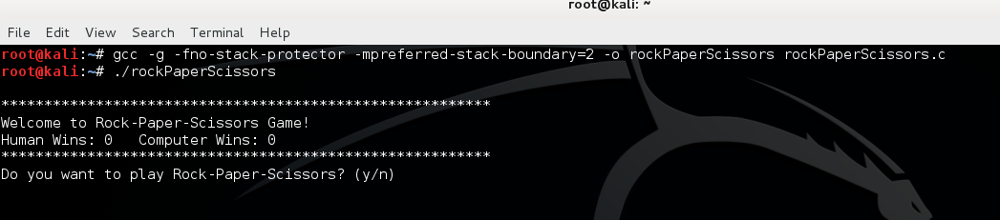 root@kali: ~
File Edit View Search Terminal Help
root@kali:~# gcc -g -fno-stack-protector -mpreferred-stack-boundary=2 -o rockPaperScissors rockPaperScissors.c
root@kali:~# ./rockPaperScissors
*********************************************************
Welcome to Rock-Paper-Scissors Game!
Human Wins: 0   Computer Wins: 0
*********************************************************
Do you want to play Rock-Paper-Scissors? (y/n)